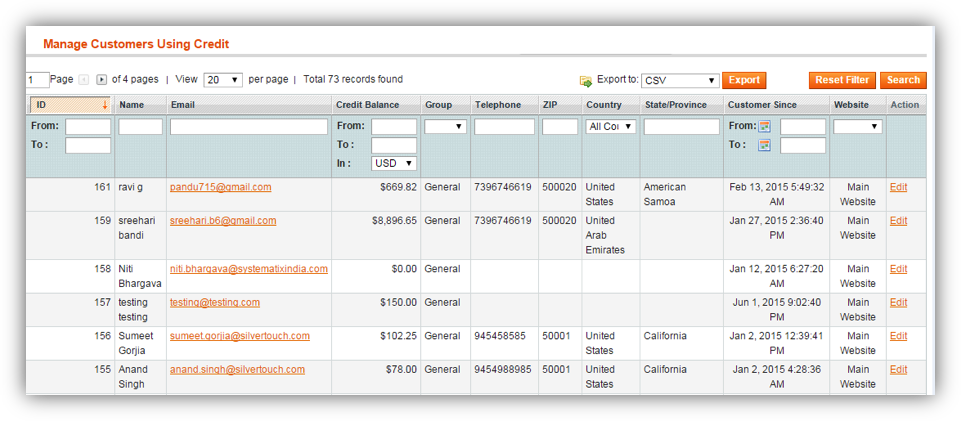 Manage Customers Using Credit
1 Page of 4 pages | View 20 per page | Total 73 records found Export to: CSV Export Reset Filter Search
ID Name Email Credit Balance Group Telephone ZIP Country State/Province Customer Since Website Action
From: From: All Cou From:
To : To : To :
In : USD
161 ravi g pandu715@gmail.com $669.82 General 7396746619 500020 United American Feb 13, 2015 5:49:32 Main Edit
States Samoa AM Website
159 sreehari sreehari.b6@gmail.com $8,896.65 General 7396746619 500020 United Jan 27, 2015 2:36:40 Main Edit
bandi Arab PM Website
Emirates
158 Niti niti.bhargava@systematixindia.com $0.00 General Jan 12, 2015 6:27:20 Main Edit
Bhargava AM Website
157 testing testing@testing.com $150.00 General Jun 1, 2015 9:02:40 Main Edit
testing PM Website
156 Sumeet sumeet.gorjia@silvertouch.com $102.25 General 945458585 50001 United California Jan 2, 2015 12:39:41 Main Edit
Gorjia States PM Website
155 Anand anand.singh@silvertouch.com $78.00 General 9454988985 50001 United California Jan 2, 2015 4:28:36 Main Edit
Singh States AM Website